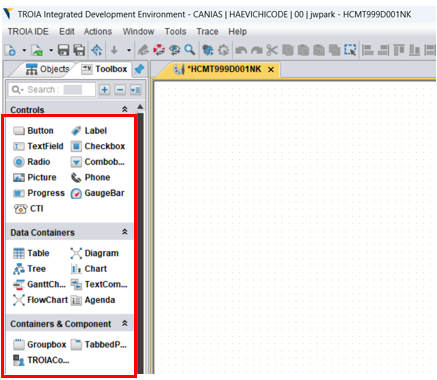 TROIA Integrated Development Environment - CANIAS | HAEVICHICODE | 00 | jwpark - HCMT999D001NK
TROIA IDE Edit Actions Window Tools Trace Help
Objects Toolbox *HCMT999D001NK
Search :
Controls
Button Label
TextField Checkbox
Radio Combob...
Picture Phone
Progress GaugeBar
CTI
Data Containers
Table Diagram
Tree Chart
GanttCh... TextCom...
FlowChart Agenda
Containers & Component
Groupbox TabbedP...
TROIACo...